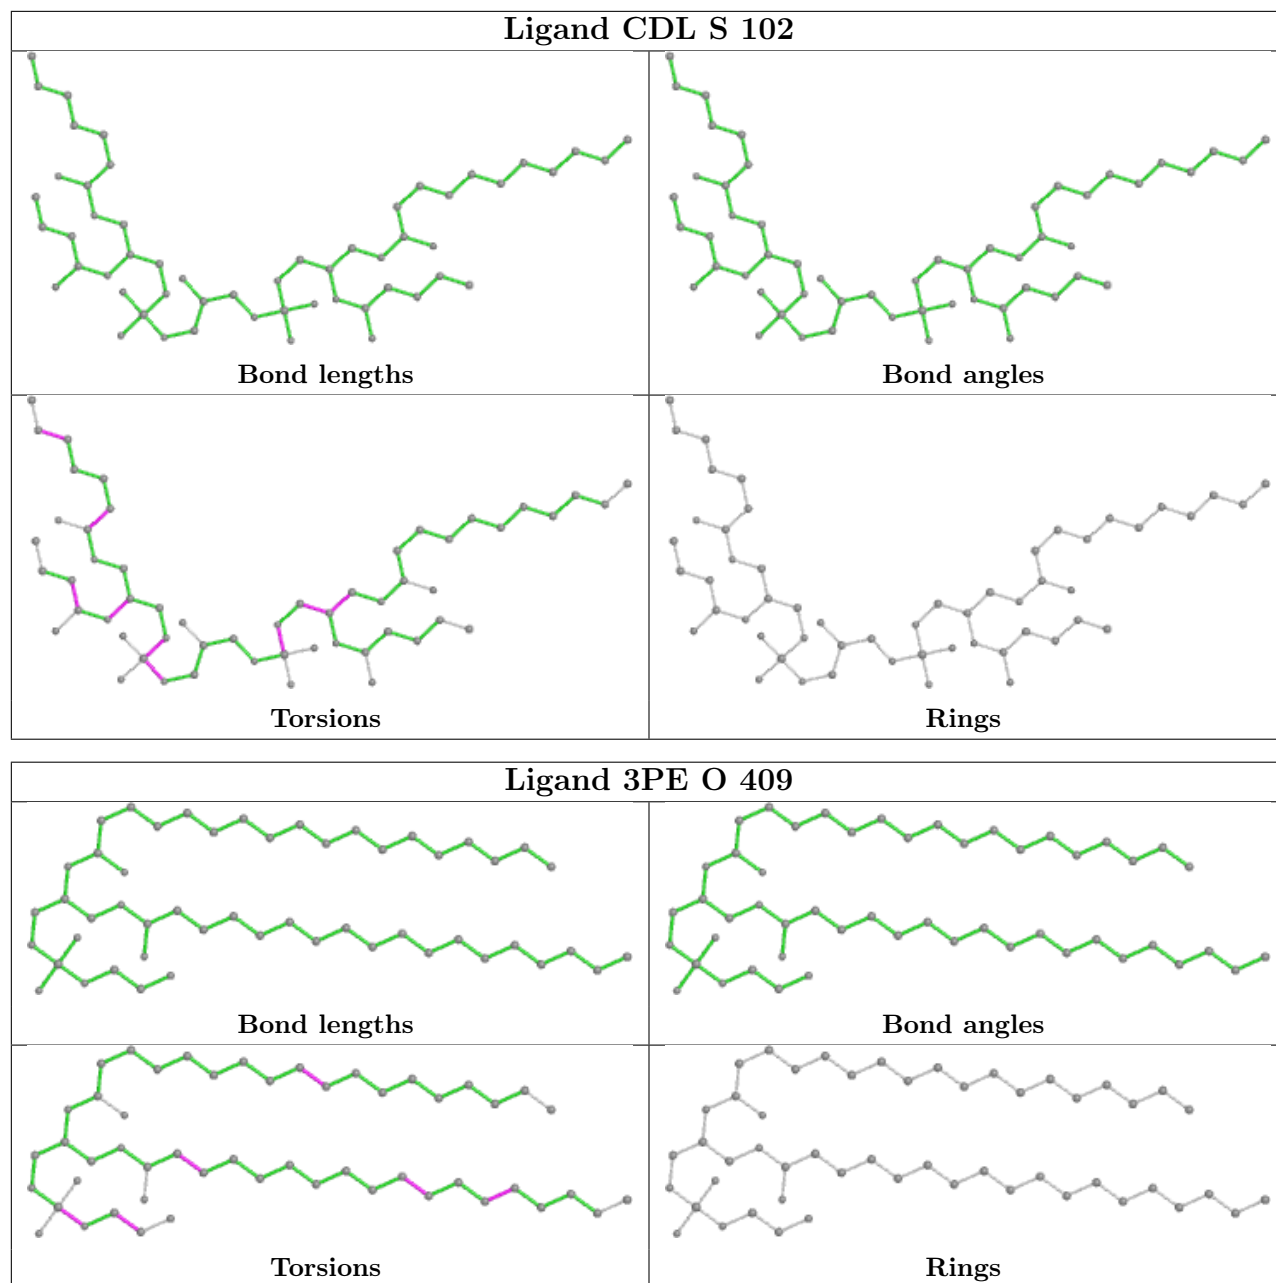 Ligand CDL S 102
Bond lengths
Bond angles
Torsions
Rings
Ligand 3PE O 409
Bond lengths
Bond angles
Torsions
Rings